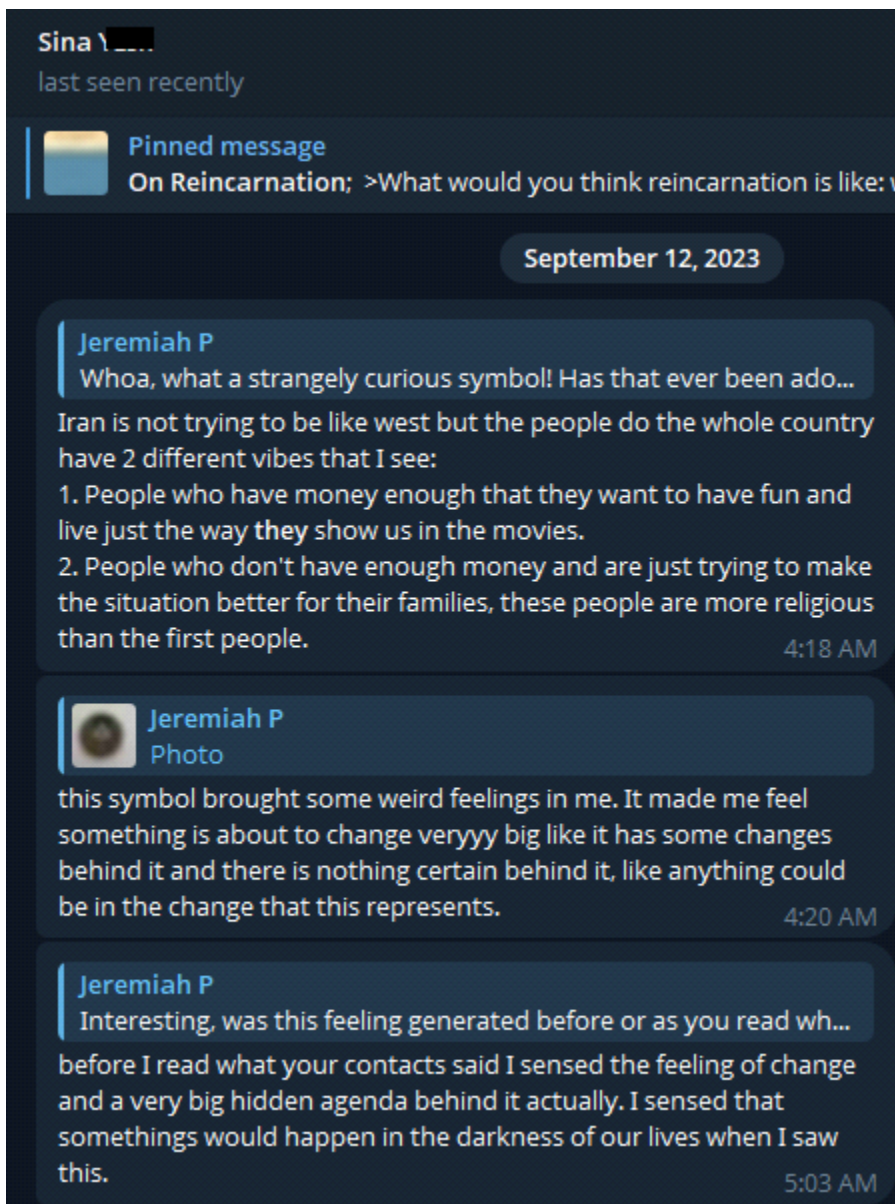 Sina
last seen recently
Pinned message
On Reincarnation; >What would you think reincarnation is like:
September 12, 2023
Jeremiah P
Whoa, what a strangely curious symbol! Has that ever been ado...
Iran is not trying to be like west but the people do the whole country
have 2 different vibes that I see:
1. People who have money enough that they want to have fun and
live just the way they show us in the movies.
2. People who don't have enough money and are just trying to make
the situation better for their families, these people are more religious
than the first people.
4:18 AM
Jeremiah P
Photo
this symbol brought some weird feelings in me. It made me feel
something is about to change veryyy big like it has some changes
behind it and there is nothing certain behind it, like anything could
be in the change that this represents.
4:20 AM
Jeremiah P
Interesting, was this feeling generated before or as you read wh...
before I read what your contacts said I sensed the feeling of change
and a very big hidden agenda behind it actually. I sensed that
somethings would happen in the darkness of our lives when I saw
this.
5:03 AM